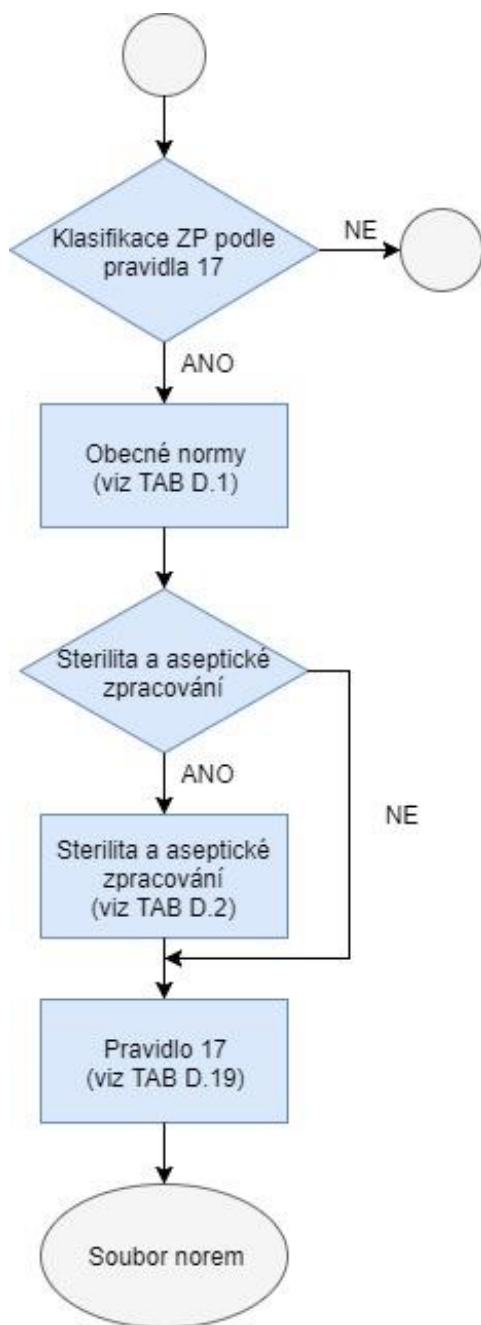 Klasifikace ZP podle
pravidla 17
NE
ANO
Obecné normy
(viz TAB D.1)
Sterilita a aseptické
zpracování
ANO
NE
Sterilita a aseptické
zpracování
(viz TAB D.2)
Pravidlo 17
(viz TAB D.19)
Soubor norem